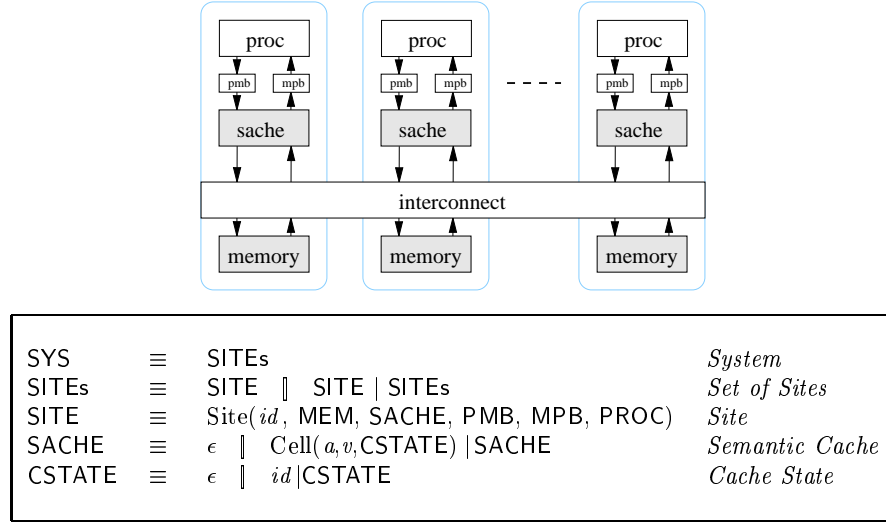 proc proc proc
pmb mpb pmb mpb pmb mpb
sache sache sache
interconnect
memory memory memory
SYS ≡ SITEs System
SITEs ≡ SITE ▯ SITE | SITEs Set of Sites
SITE ≡ Site(id, MEM, SACHE, PMB, MPB, PROC) Site
SACHE ≡ ϵ ▯ Cell(a,v,CSTATE) | SACHE Semantic Cache
CSTATE ≡ ϵ ▯ id|CSTATE Cache State